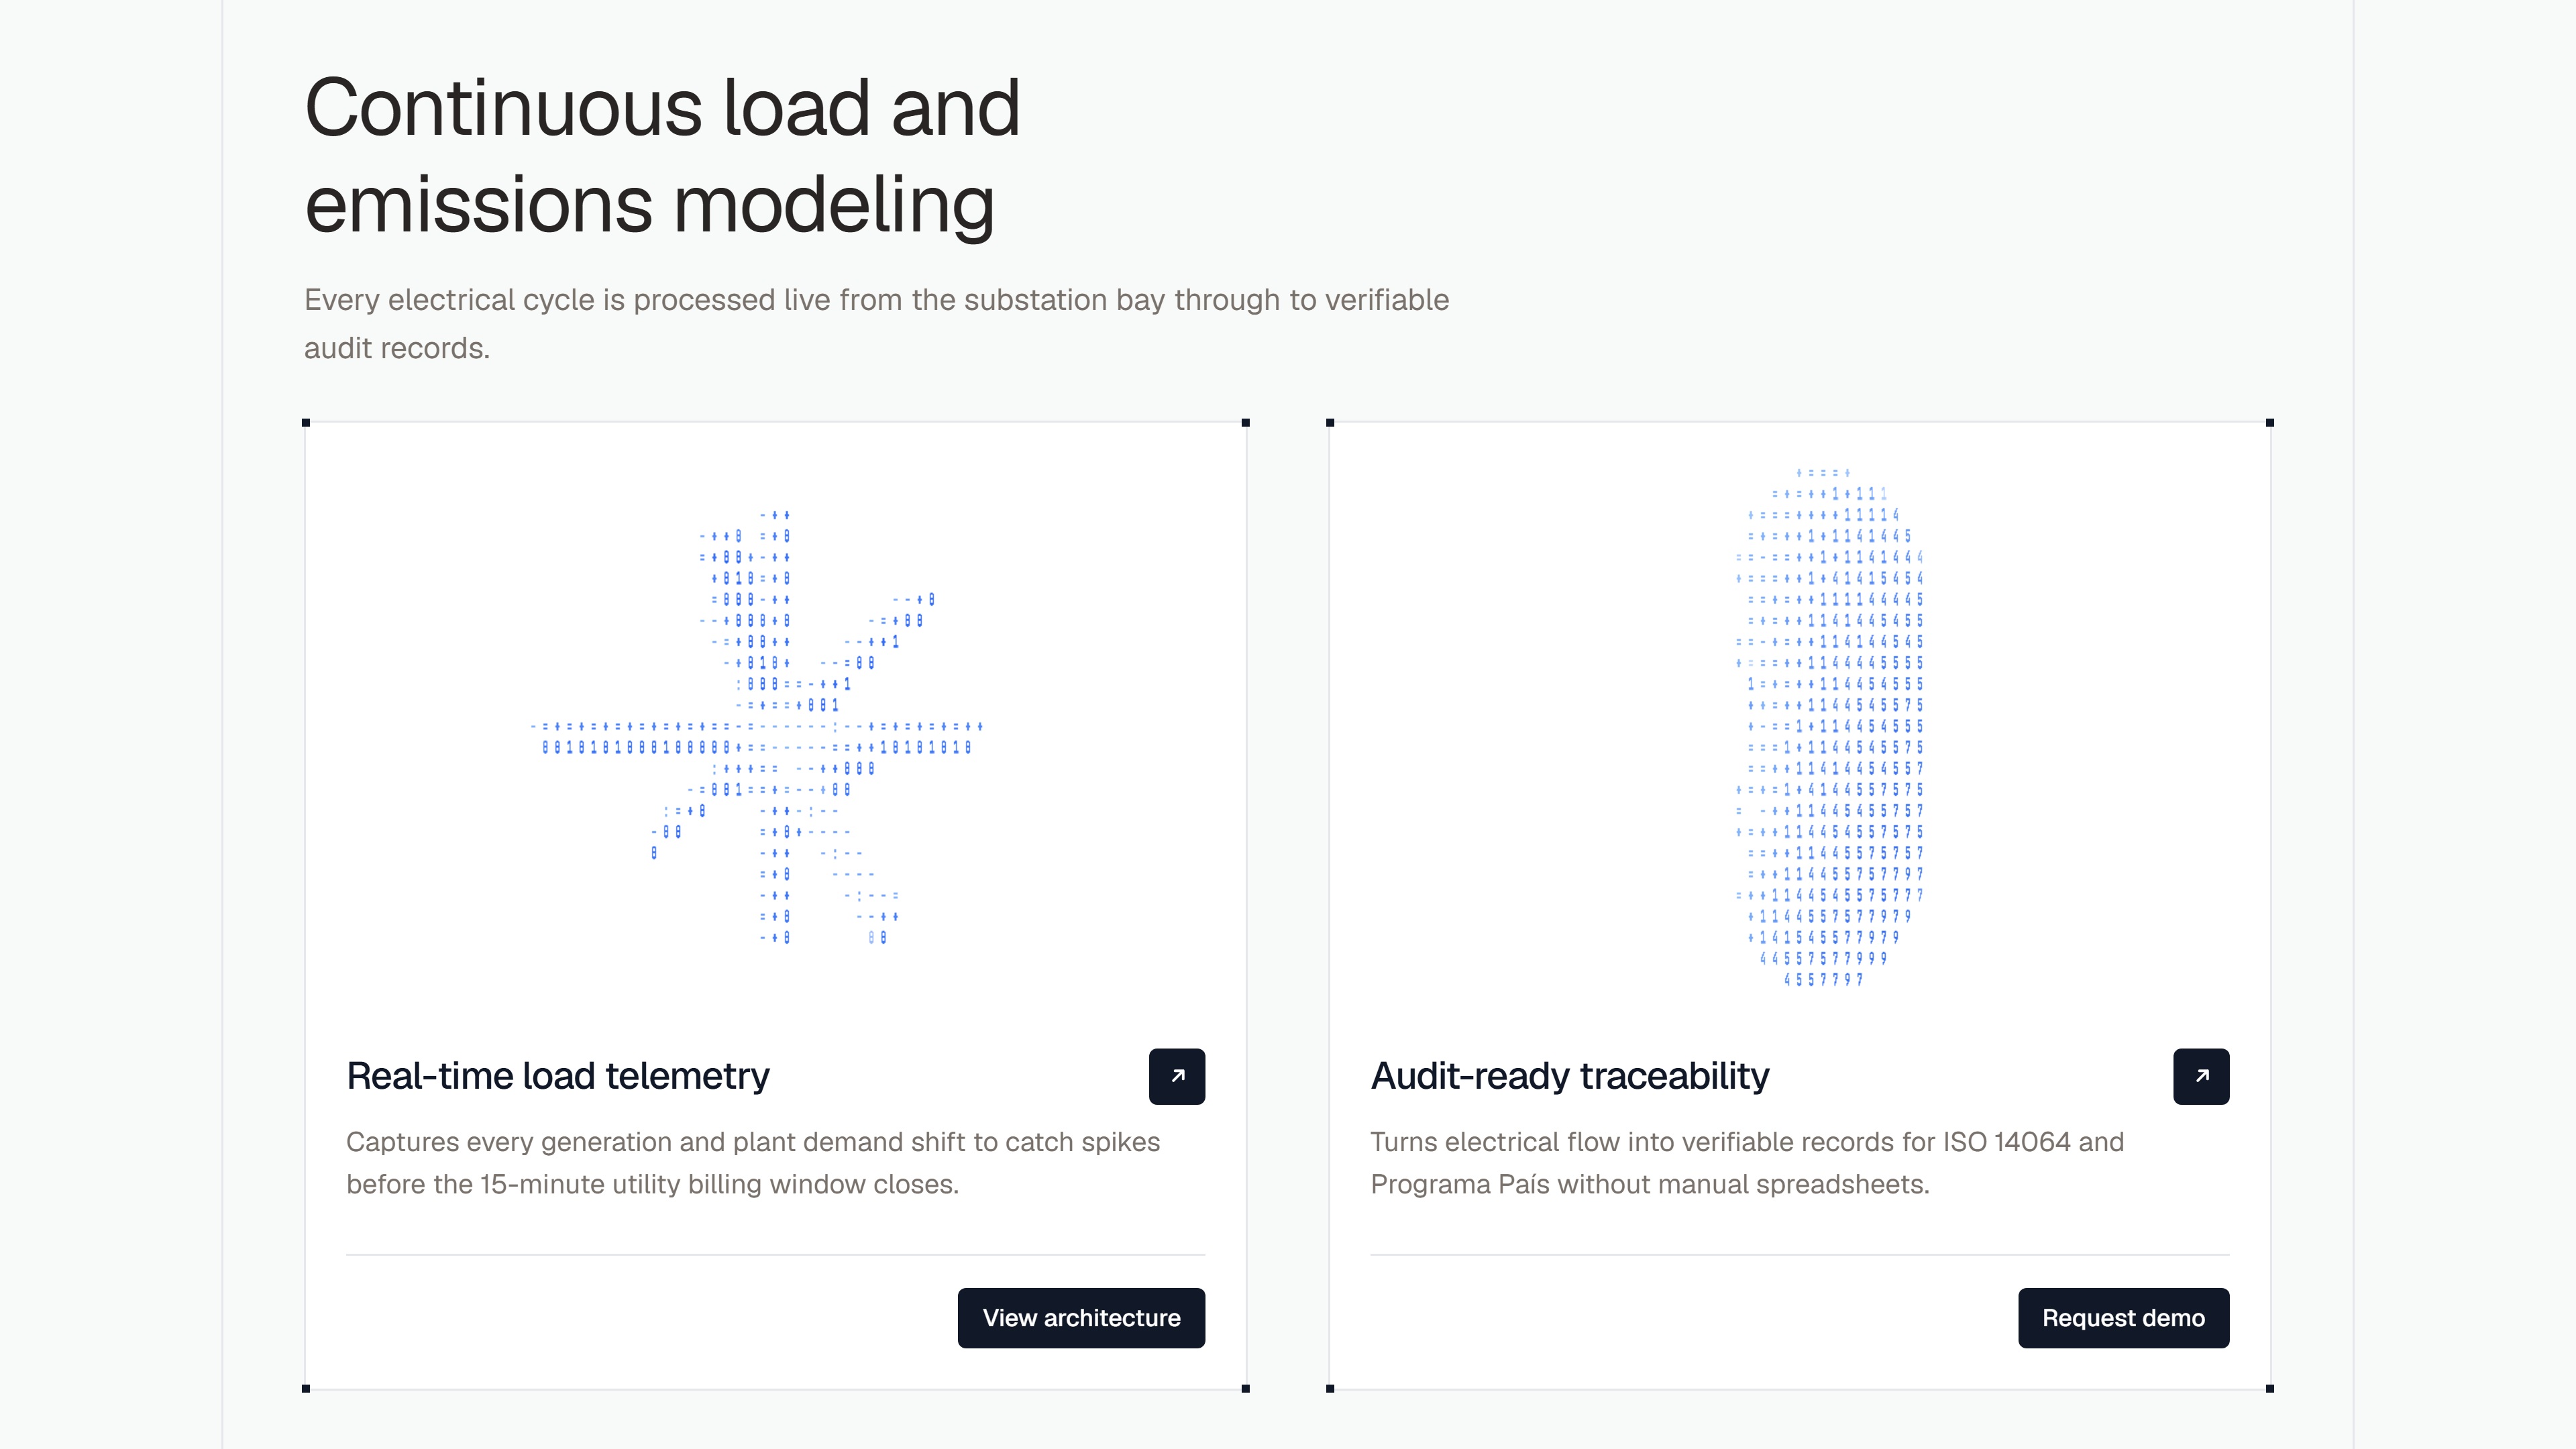 Continuous load and
emissions modeling
Every electrical cycle is processed live from the substation bay through to verifiable
audit records.
Real-time load telemetry
Captures every generation and plant demand shift to catch spikes
before the 15-minute utility billing window closes.
View architecture
Audit-ready traceability
Turns electrical flow into verifiable records for ISO 14064 and
Programa País without manual spreadsheets.
Request demo